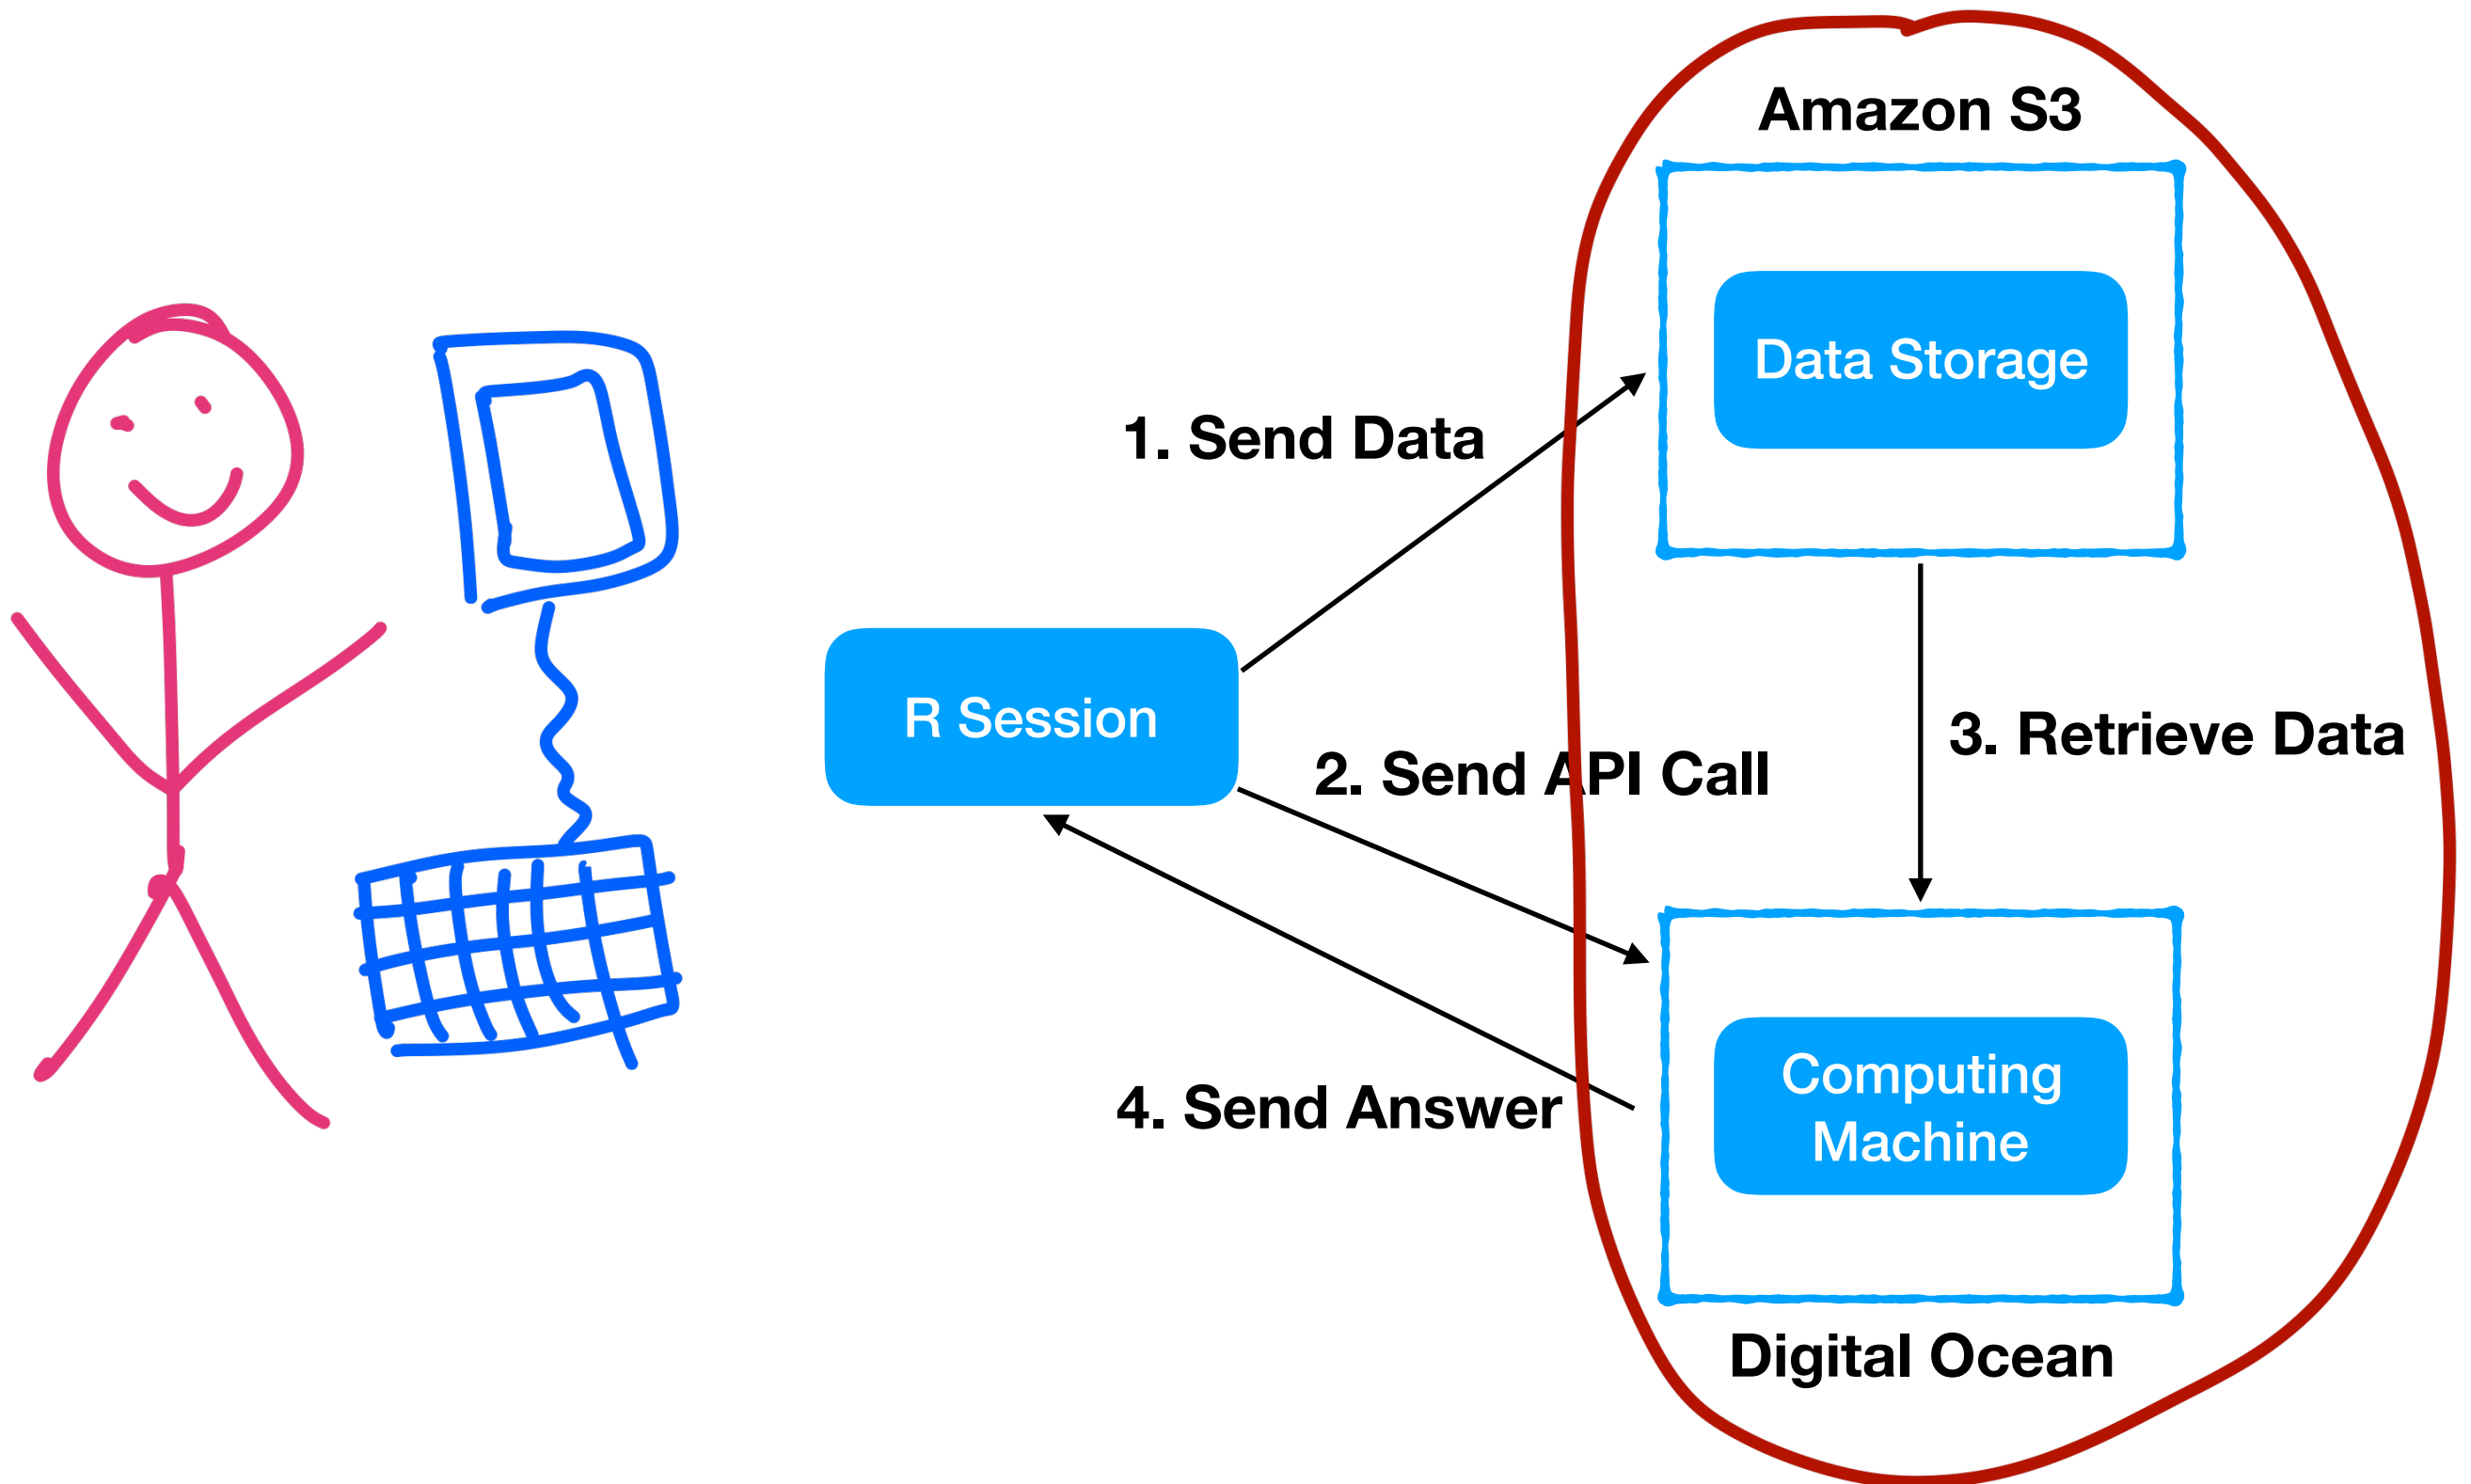 Amazon S3
Data Storage
1. Send Data
R Session
2. Send API Call
3. Retrieve Data
Computing
Machine
4. Send Answer
Digital Ocean